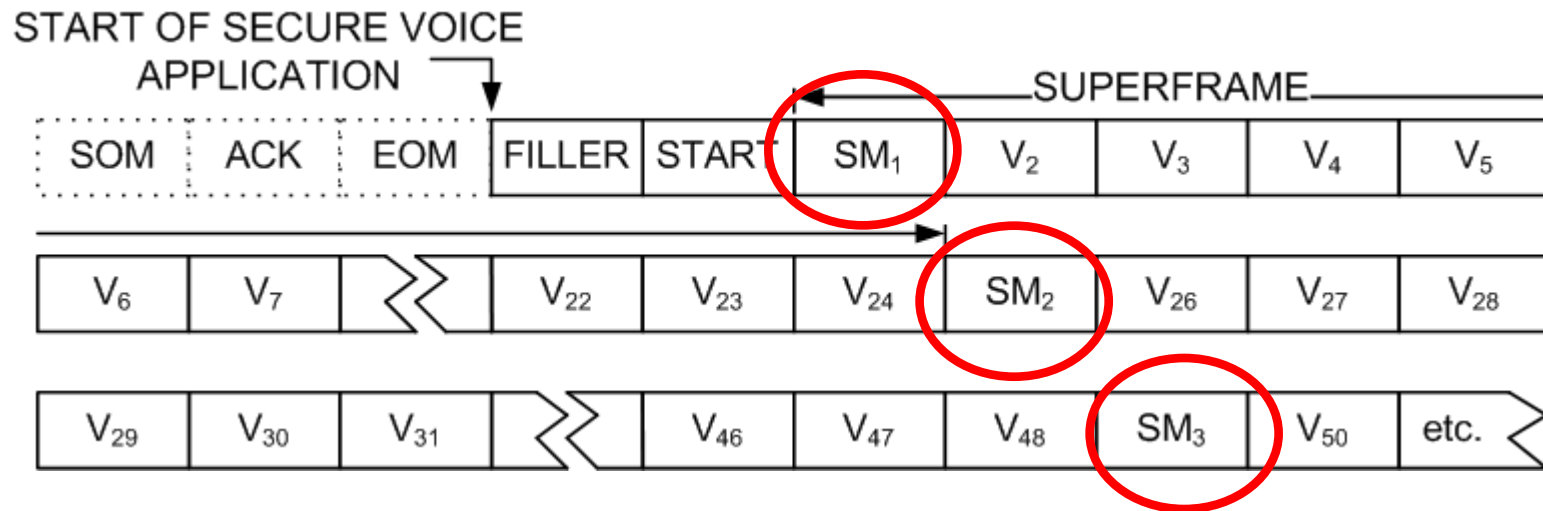 START OF SECURE VOICE
APPLICATION
SUPERFRAME
SOM ACK EOM FILLER START SM₁ V₂ V₃ V₄ V₅
V₆ V₇ V₂₂ V₂₃ V₂₄ SM₂ V₂₆ V₂₇ V₂₈
V₂₉ V₃₀ V₃₁ V₄₆ V₄₇ V₄₈ SM₃ V₅₀ etc.